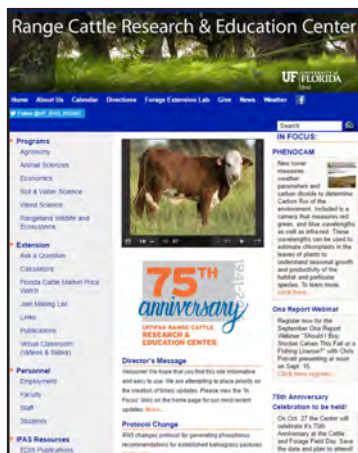 Range Cattle Research & Education Center
UF UNIVERSITY of FLORIDA
IFAS
Home About Us Calendar Directions Forage Extension Lab Give News Weather f
Follow @UF_IFAS_RCREC
Search
Programs
Agronomy
Animal Sciences
Economics
Soil & Water Science
Weed Science
Rangeland Wildlife and
Ecosystems
Extension
Ask a Question
Calculators
Florida Cattle Market Price
Watch
Join Mailing List
Links
Publications
Virtual Classroom
(Videos & Slides)
Personnel
Employment
Faculty
Staff
Students
IFAS Resources
EDIS Publications
75TH
anniversary
1941-2
UF/IFAS RANGE CATTLE
RESEARCH &
EDUCATION CENTER
Director's Message
Welcome! We hope that you find this site informative
and easy to use. We are attempting to place priority on
the creation of timely updates. Please view the "In
Focus" links on the home page for our most recent
updates. More...
Protocol Change
IFAS changes protocol for generating phosphorus
recommendations for established bahiagrass pastures
IN FOCUS:
PHENOCAM
New tower
measures
weather
parameters and
carbon dioxide to determine
Carbon flux of the
environment. Included is a
camera that measures red
green, and blue wavelengths
as well as infrared. These
wavelengths can be used to
estimate chloroplasts in the
leaves of plants to
understand seasonal growth
and productivity of the
habitat and particular
species. To learn more,
click here.
Ona Report Webinar
Register now for the
September Ona Report
Webinar "Should I Buy
Stocker Calves This Fall or a
Fishing License?" with Chris
Prevatt presenting at noon
on Sept. 15.
Click here register...
75th Anniversary
Celebration to be held!
On Oct. 27 the Center will
celebrate it's 75th
Anniversary at the Cattle
and Forage Field Day. Save
the date and plan to attend!